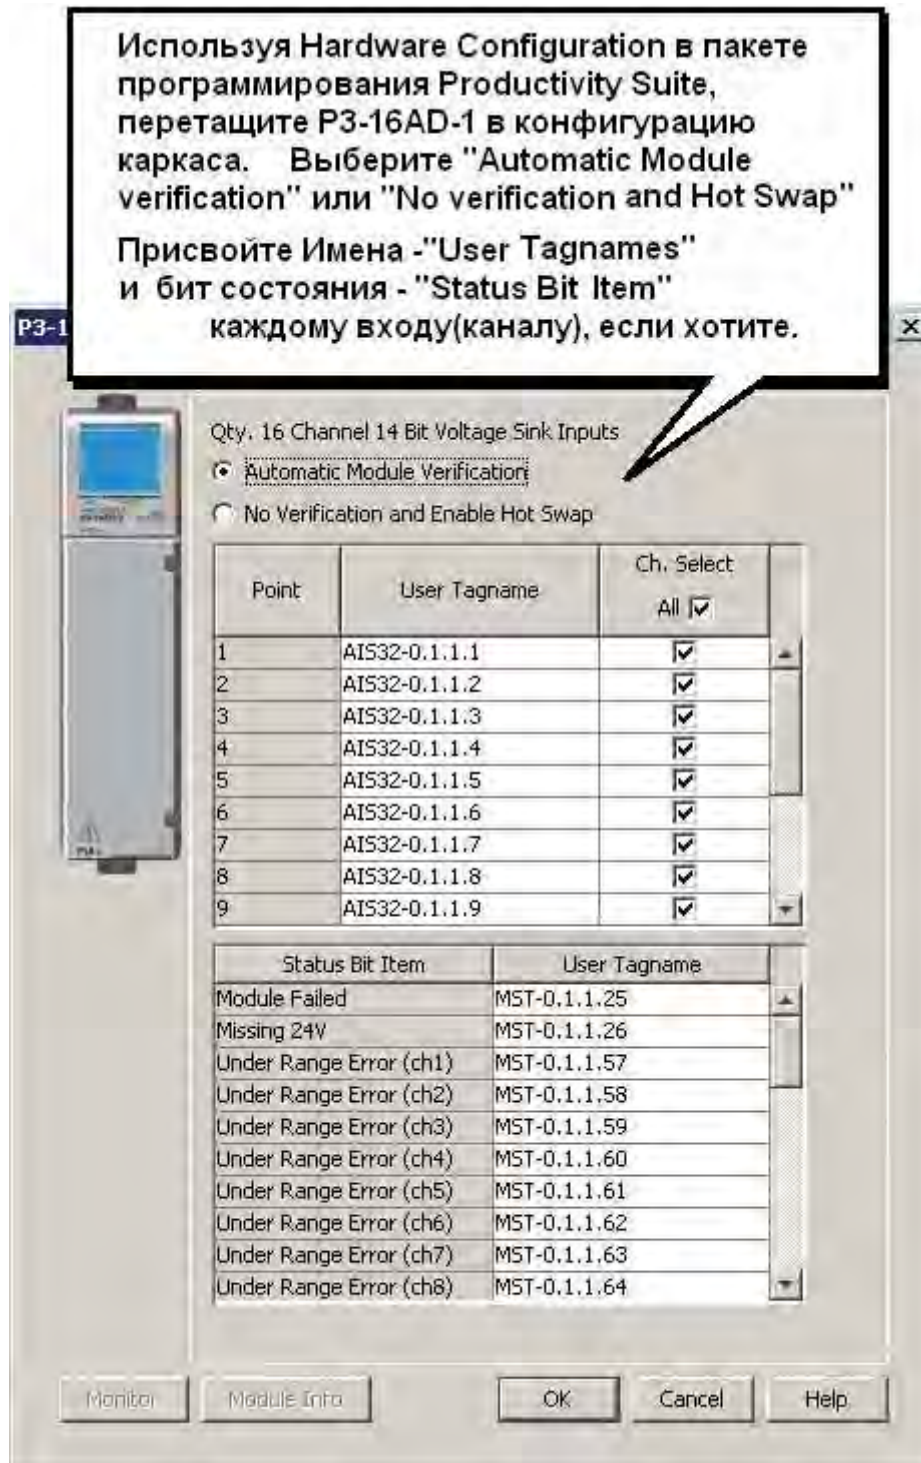 Используя Hardware Configuration в пакете
программирования Productivity Suite,
перетащите P3-16AD-1 в конфигурацию
каркаса. Выберите "Automatic Module
verification" или "No verification and Hot Swap"
Присвойте Имена -"User Tagnames"
и бит состояния - "Status Bit Item"
каждому входу(каналу), если хотите.
P3-1
Qty. 16 Channel 14 Bit Voltage Sink Inputs
Automatic Module Verification
No Verification and Enable Hot Swap
Point User Tagname Ch. Select
All
1 AIS32-0.1.1.1
2 AIS32-0.1.1.2
3 AIS32-0.1.1.3
4 AIS32-0.1.1.4
5 AIS32-0.1.1.5
6 AIS32-0.1.1.6
7 AIS32-0.1.1.7
8 AIS32-0.1.1.8
9 AIS32-0.1.1.9
Status Bit Item User Tagname
Module Failed MST-0.1.1.25
Missing 24V MST-0.1.1.26
Under Range Error (ch1) MST-0.1.1.57
Under Range Error (ch2) MST-0.1.1.58
Under Range Error (ch3) MST-0.1.1.59
Under Range Error (ch4) MST-0.1.1.60
Under Range Error (ch5) MST-0.1.1.61
Under Range Error (ch6) MST-0.1.1.62
Under Range Error (ch7) MST-0.1.1.63
Under Range Error (ch8) MST-0.1.1.64
Monitor Module Info OK Cancel Help